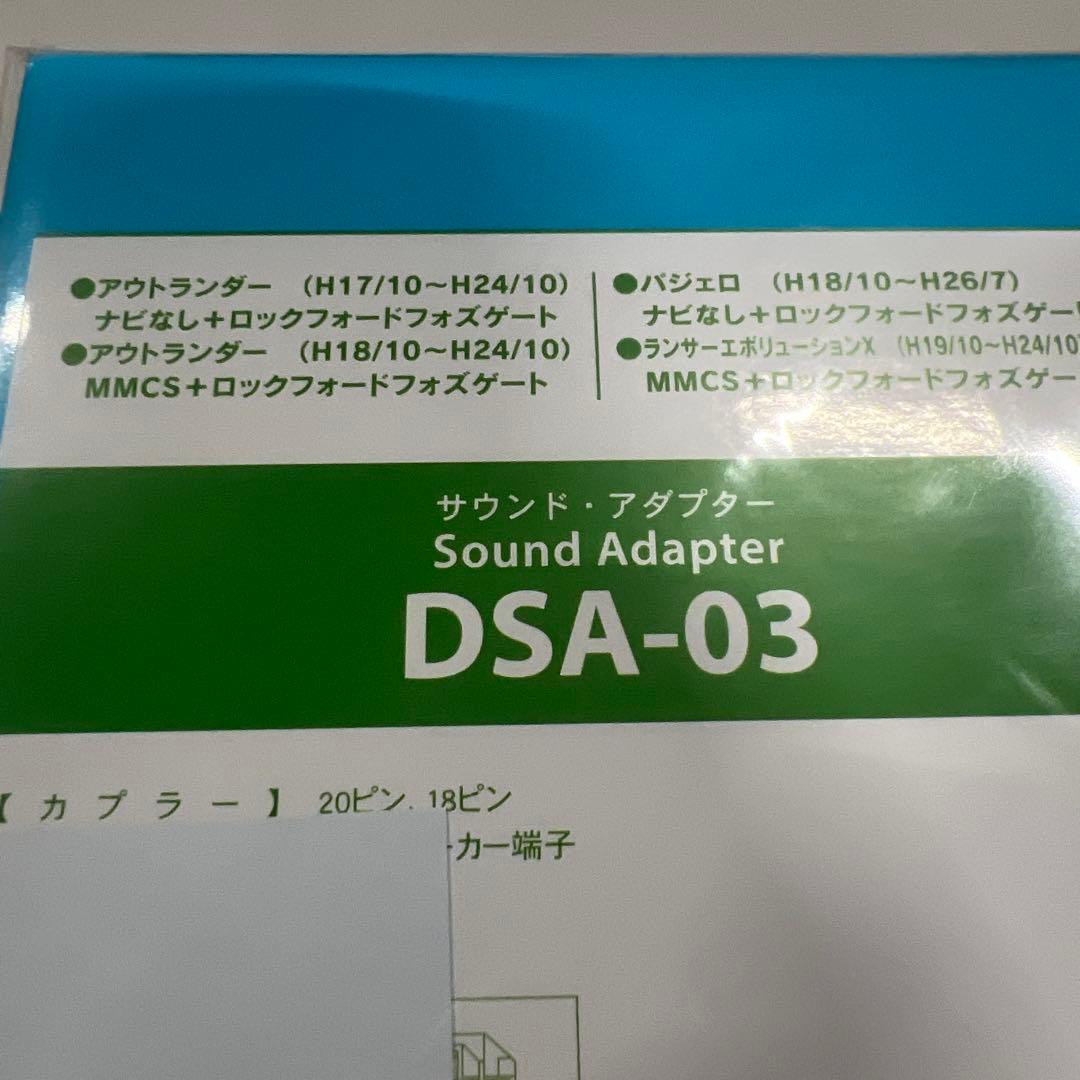 ●アウトランダー (H17/10～H24/10)
ナビなし＋ロックフォードフォズゲート
●アウトランダー (H18/10～H24/10)
MMCS＋ロックフォードフォズゲート
●パジェロ (H18/10～H26/7)
ナビなし＋ロックフォードフォズゲー
●ランサーエボリューションX (H19/10～H24/10)
MMCS＋ロックフォードフォズゲー
サウンド・アダプター
Sound Adapter
DSA-03
【カプラー】 20ピン, 18ピン
カー端子